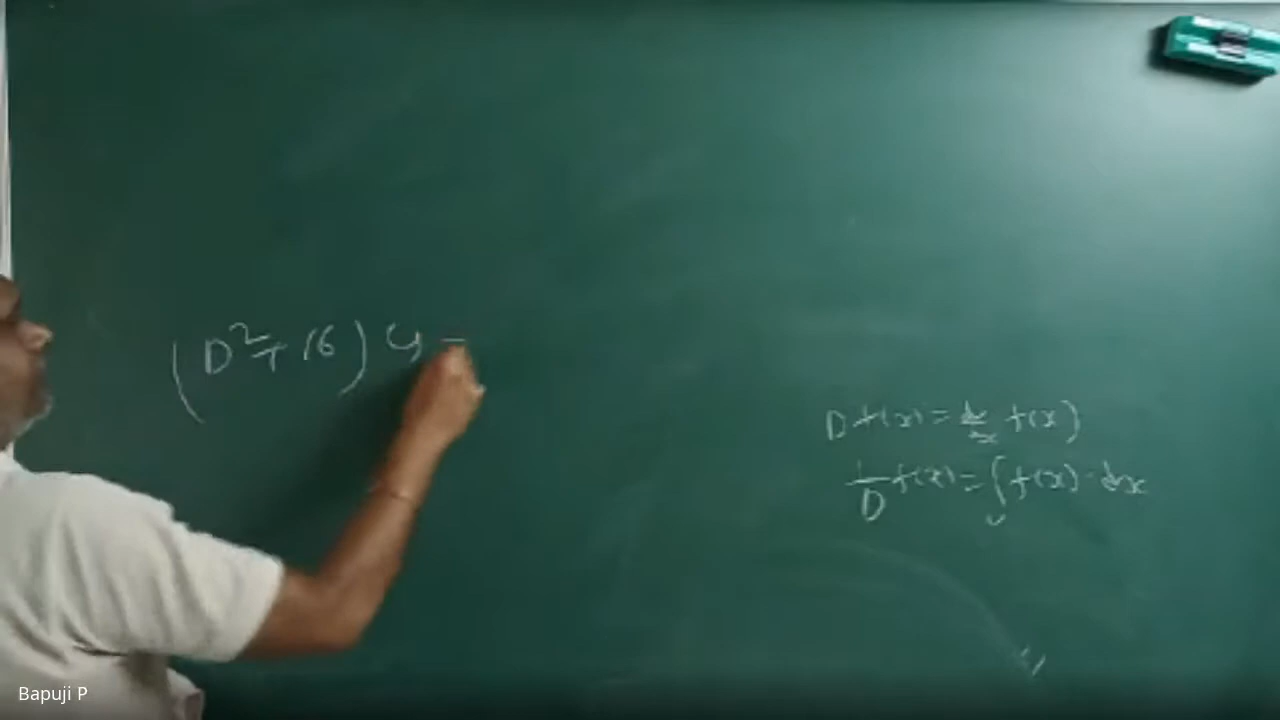 (D²+16) y =
D f(x) = d/dx f(x)
1/D f(x) = ∫ f(x) · dx
Bapuji P